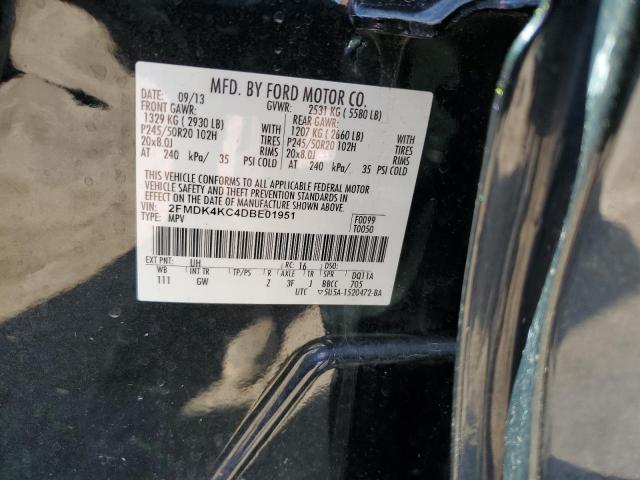 MFD. BY FORD MOTOR CO.
DATE: 09/13 GVWR: 2531 KG ( 5580 LB)
FRONT GAWR: REAR GAWR:
1329 KG ( 2930 LB) WITH 1207 KG ( 2660 LB) WITH
P245/50R20 102H TIRES P245/50R20 102H TIRES
20x8.0J RIMS 20x8.0J RIMS
AT 240 kPa/ 35 PSI COLD AT 240 kPa/ 35 PSI COLD
THIS VEHICLE CONFORMS TO ALL APPLICABLE FEDERAL MOTOR
VEHICLE SAFETY AND THEFT PREVENTION STANDARDS IN
EFFECT ON THE DATE OF MANUFACTURE SHOWN ABOVE.
VIN: 2FMDK4KC4DBE01951 F0099
TYPE: MPV T0050
EXT PNT: UH RC: 16 DSO:
WB INT TR TP/PS R AXLE TR SPR DQ11A
111 GW Z 3F J BBCC 705
UTC ▽5U5A-1520472-BA